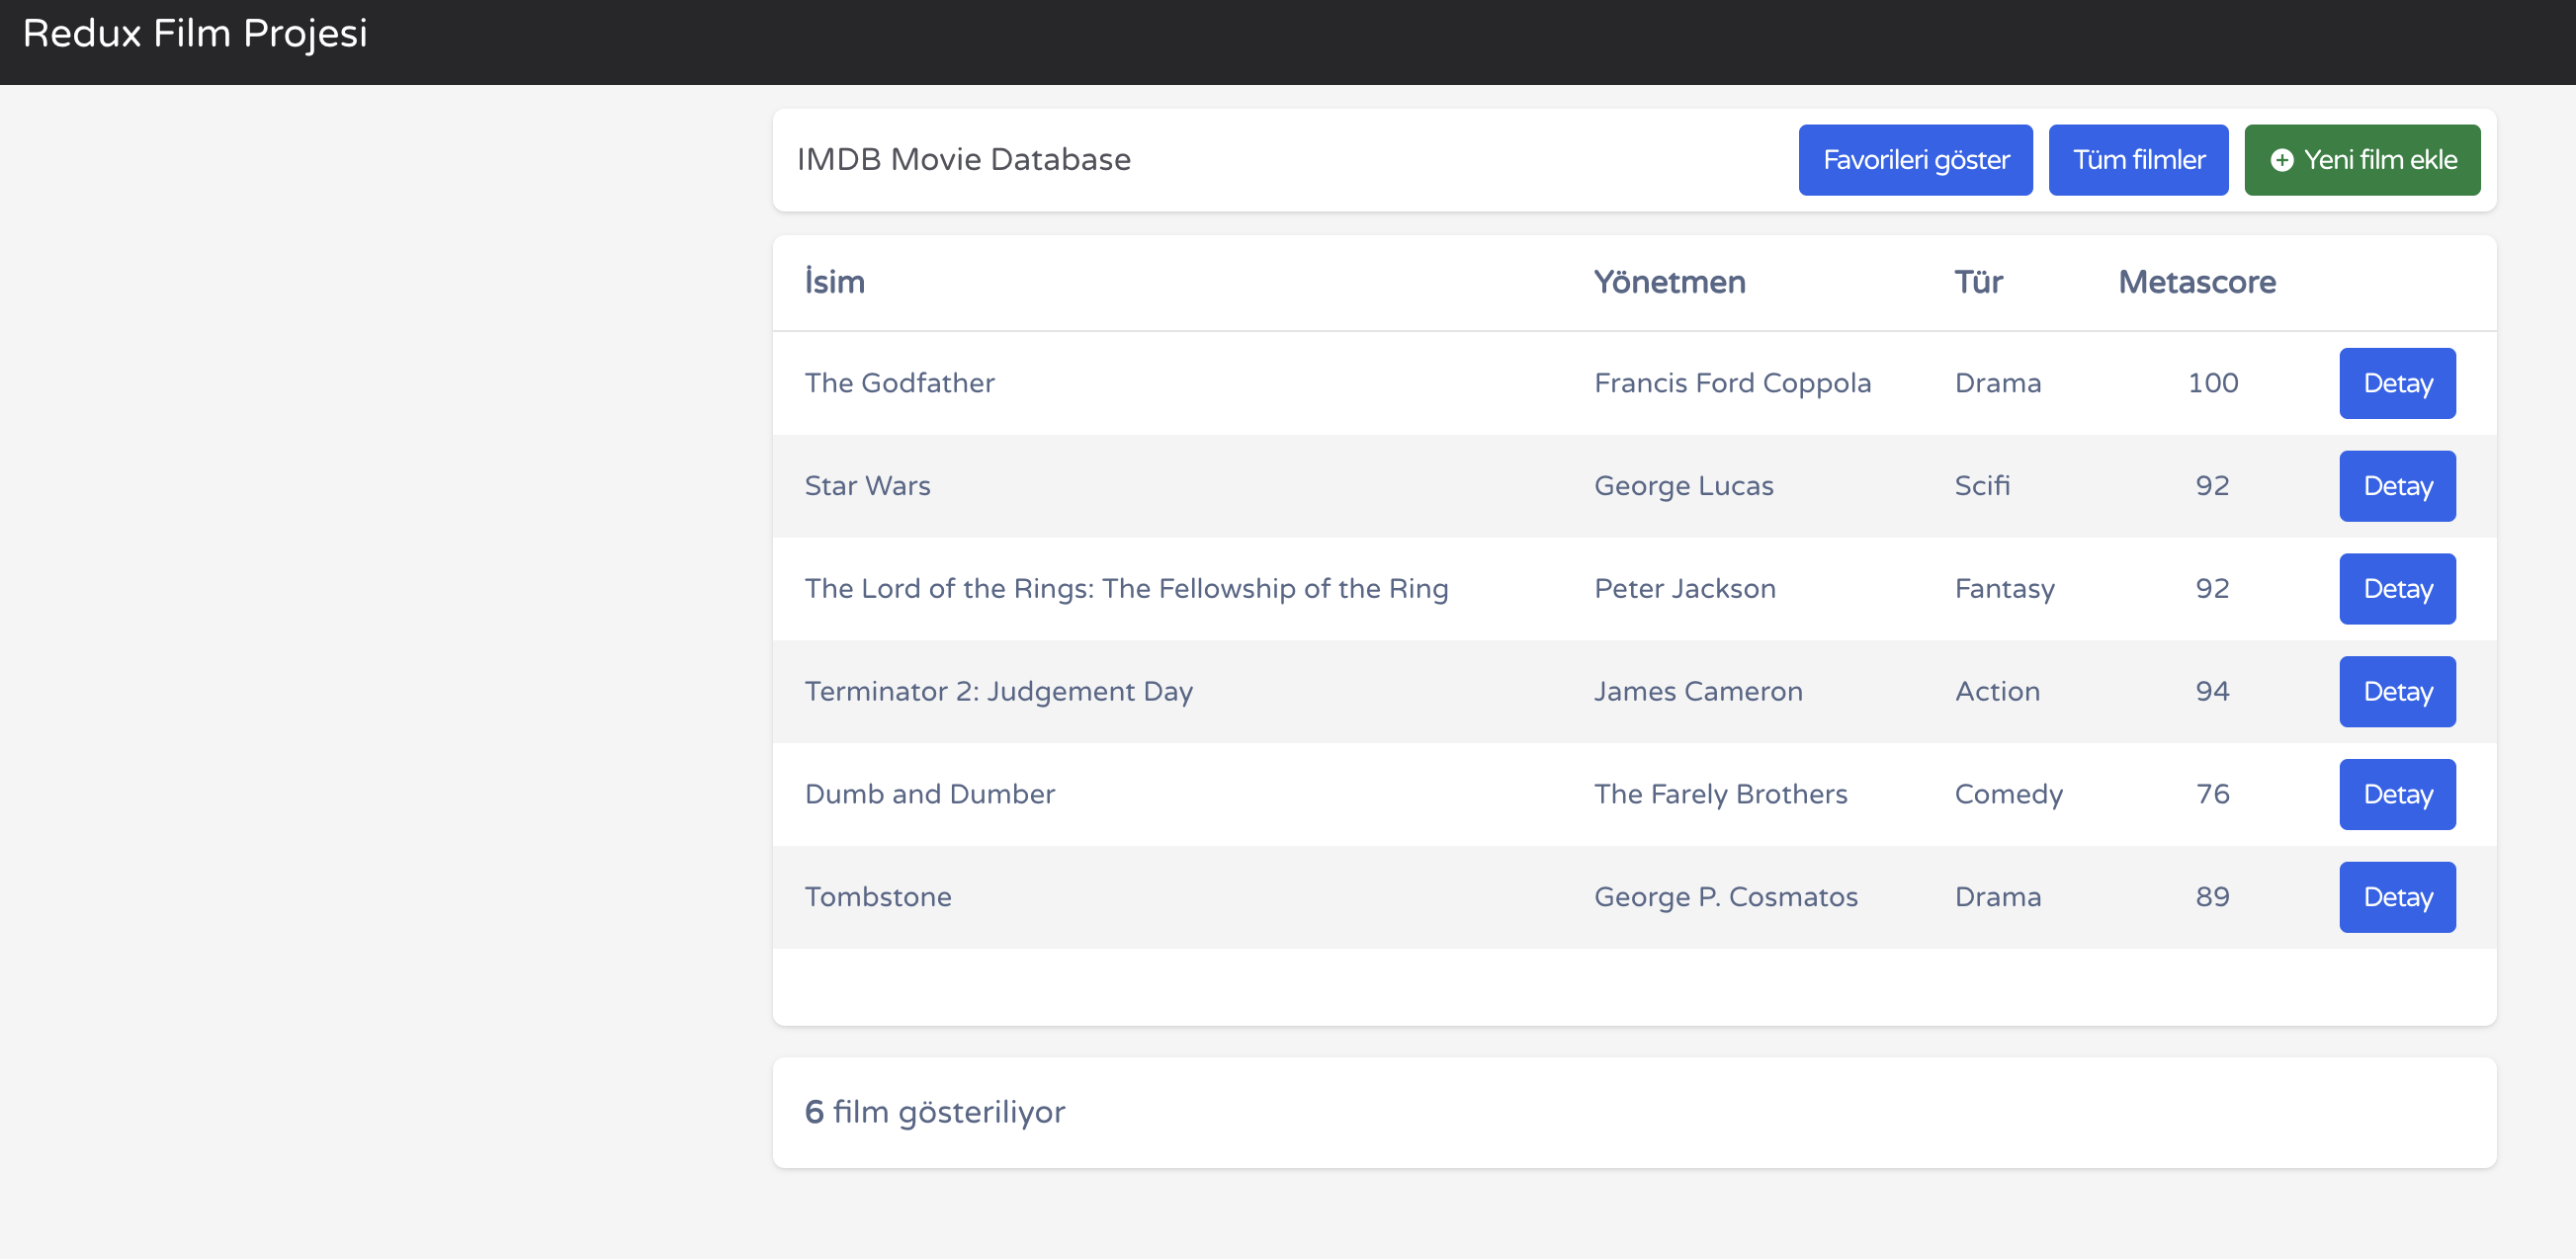 Redux Film Projesi
IMDB Movie Database Favorileri göster Tüm filmler Yeni film ekle
İsim Yönetmen Tür Metascore
The Godfather Francis Ford Coppola Drama 100 Detay
Star Wars George Lucas Scifi 92 Detay
The Lord of the Rings: The Fellowship of the Ring Peter Jackson Fantasy 92 Detay
Terminator 2: Judgement Day James Cameron Action 94 Detay
Dumb and Dumber The Farely Brothers Comedy 76 Detay
Tombstone George P. Cosmatos Drama 89 Detay
6 film gösteriliyor